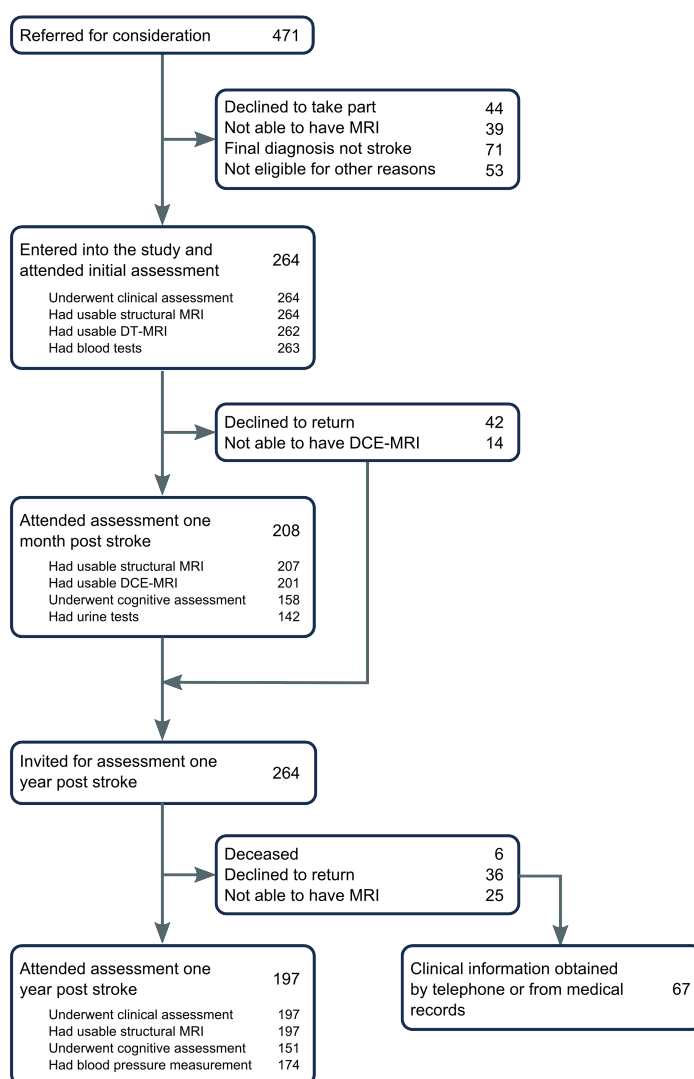 Referred for consideration 471
Declined to take part 44
Not able to have MRI 39
Final diagnosis not stroke 71
Not eligible for other reasons 53
Entered into the study and
attended initial assessment 264
Underwent clinical assessment 264
Had usable structural MRI 264
Had usable DT-MRI 262
Had blood tests 263
Declined to return 42
Not able to have DCE-MRI 14
Attended assessment one
month post stroke 208
Had usable structural MRI 207
Had usable DCE-MRI 201
Underwent cognitive assessment 158
Had urine tests 142
Invited for assessment one
year post stroke 264
Deceased 6
Declined to return 36
Not able to have MRI 25
Attended assessment one
year post stroke 197
Underwent clinical assessment 197
Had usable structural MRI 197
Underwent cognitive assessment 151
Had blood pressure measurement 174
Clinical information obtained
by telephone or from medical 67
records